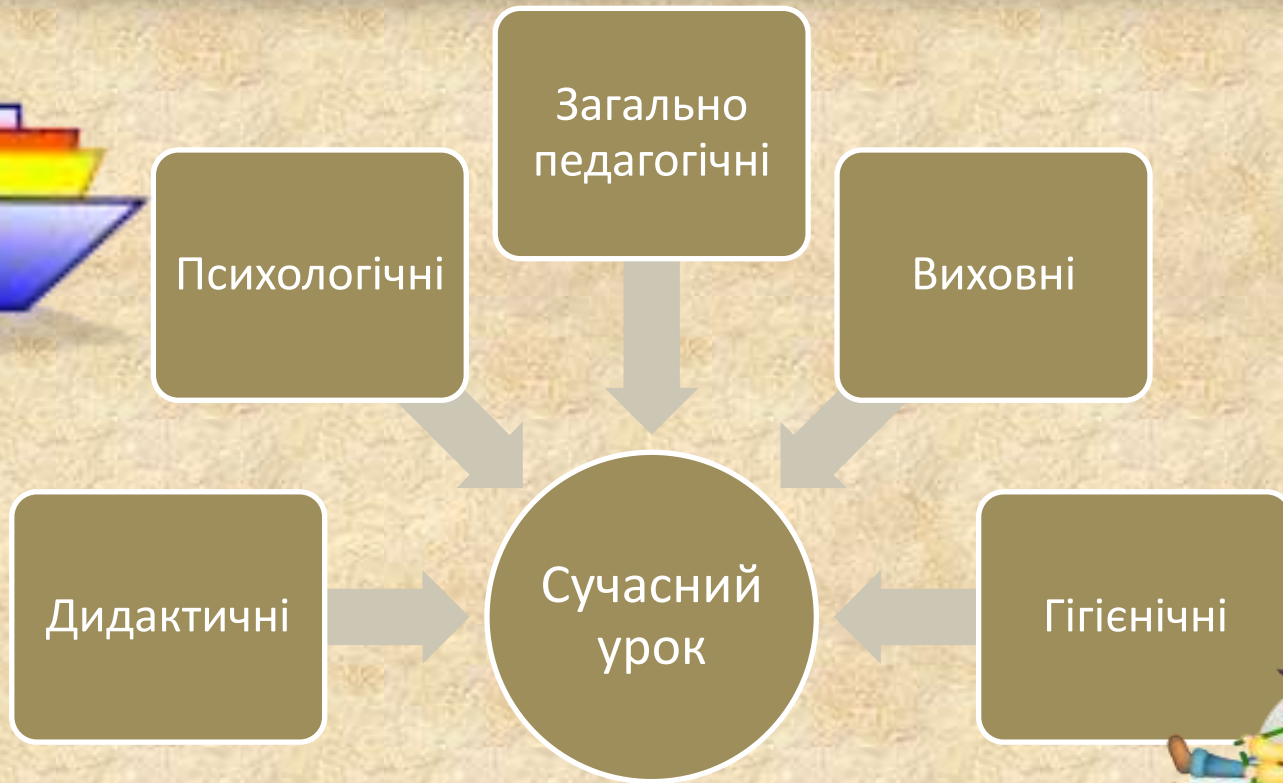 Загально
педагогічні
Психологічні
Виховні
Дидактичні
Сучасний
урок
Гігієнічні